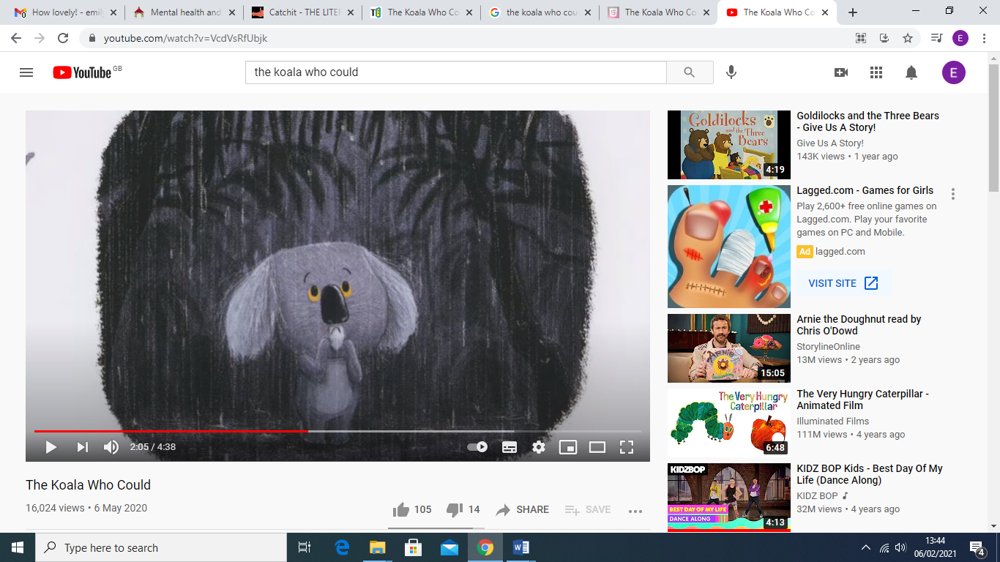 How lovely! - emily
Mental health and
Catchit - THE LITER
The Koala Who Co
the koala who coul
The Koala Who Co
The Koala Who Co
youtube.com/watch?v=VcdVsRfUbjk
E
YouTube GB
the koala who could
E
2:05 / 4:38
The Koala Who Could
16,024 views • 6 May 2020
105
14
SHARE
SAVE
Goldilocks
and the Three
Bears
4:19
Goldilocks and the Three Bears
- Give Us A Story!
Give Us A Story!
143K views • 1 year ago
Lagged.com - Games for Girls
Play 2,600+ free online games on
Lagged.com. Play your favorite
games on PC and Mobile.
Ad lagged.com
VISIT SITE
ARNIE
15:05
Arnie the Doughnut read by
Chris O'Dowd
StorylineOnline
13M views • 2 years ago
The Very Hungry
Caterpillar
6:48
The Very Hungry Caterpillar -
Animated Film
Illuminated Films
111M views • 4 years ago
KIDZ BOP
BEST DAY OF MY LIFE
DANCE ALONG
4:13
KIDZ BOP Kids - Best Day Of My
Life (Dance Along)
KIDZ BOP
32M views • 4 years ago
Type here to search
13:44
06/02/2021
4